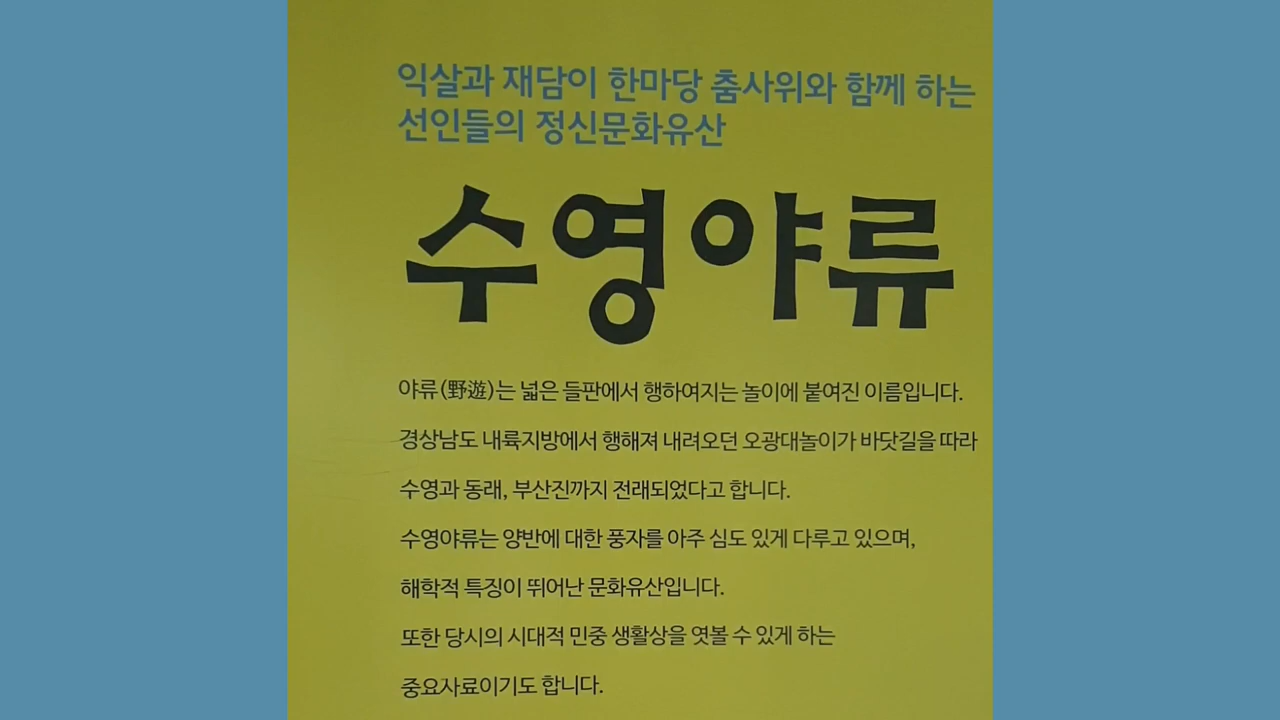 익살과 재담이 한마당 춤사위와 함께 하는
선인들의 정신문화유산
수영야류
야류(野遊)는 넓은 들판에서 행하여지는 놀이에 붙여진 이름입니다.
경상남도 내륙지방에서 행해져 내려오던 오광대놀이가 바닷길을 따라
수영과 동래, 부산진까지 전래되었다고 합니다.
수영야류는 양반에 대한 풍자를 아주 심도 있게 다루고 있으며,
해학적 특징이 뛰어난 문화유산입니다.
또한 당시의 시대적 민중 생활상을 엿볼 수 있게 하는
중요사료이기도 합니다.